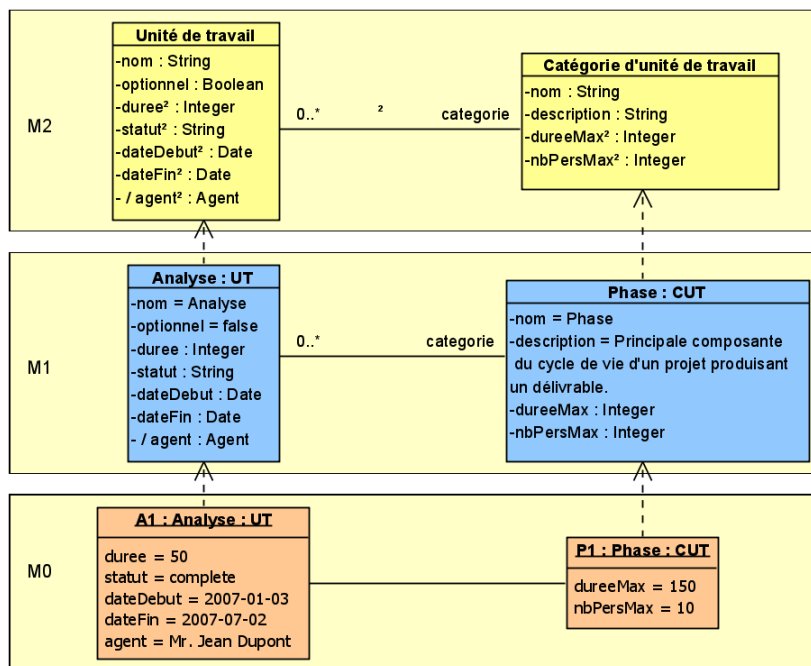 M2
Unité de travail
-nom : String
-optionnel : Boolean
-duree² : Integer
-statut² : String
-dateDebut² : Date
-dateFin² : Date
- / agent² : Agent
0..*
²
categorie
Catégorie d'unité de travail
-nom : String
-description : String
-dureeMax² : Integer
-nbPersMax² : Integer
M1
Analyse : UT
-nom = Analyse
-optionnel = false
-duree : Integer
-statut : String
-dateDebut : Date
-dateFin : Date
- / agent : Agent
0..*
categorie
Phase : CUT
-nom = Phase
-description = Principale composante
du cycle de vie d'un projet produisant
un délivrable.
-dureeMax : Integer
-nbPersMax : Integer
M0
A1 : Analyse : UT
duree = 50
statut = complete
dateDebut = 2007-01-03
dateFin = 2007-07-02
agent = Mr. Jean Dupont
P1 : Phase : CUT
dureeMax = 150
nbPersMax = 10